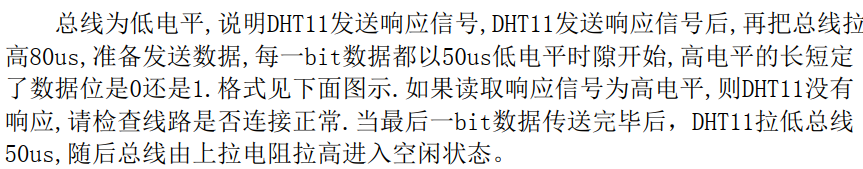 总线为低电平,说明DHT11发送响应信号,DHT11发送响应信号后,再把总线拉
高80us,准备发送数据,每一bit数据都以50us低电平时隙开始,高电平的长短定
了数据位是0还是1.格式见下面图示.如果读取响应信号为高电平,则DHT11没有
响应,请检查线路是否连接正常.当最后一bit数据传送完毕后，DHT11拉低总线
50us,随后总线由上拉电阻拉高进入空闲状态。